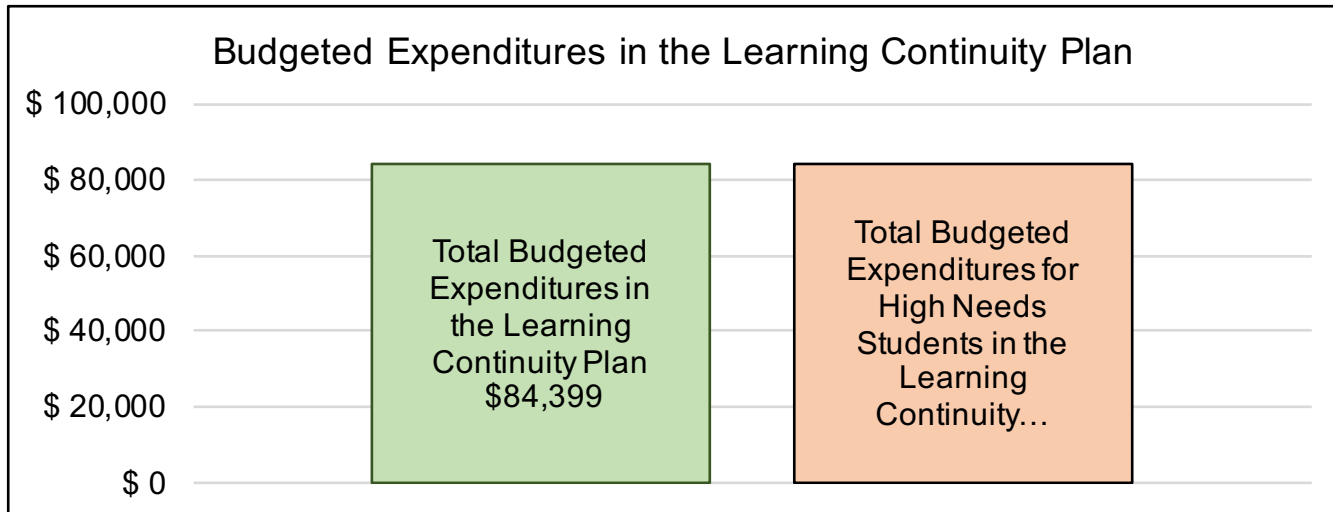 Budgeted Expenditures in the Learning Continuity Plan
$ 100,000
$ 80,000
$ 60,000
$ 40,000
$ 20,000
$ 0
Total Budgeted
Expenditures in
the Learning
Continuity Plan
$84,399
Total Budgeted
Expenditures for
High Needs
Students in the
Learning
Continuity…